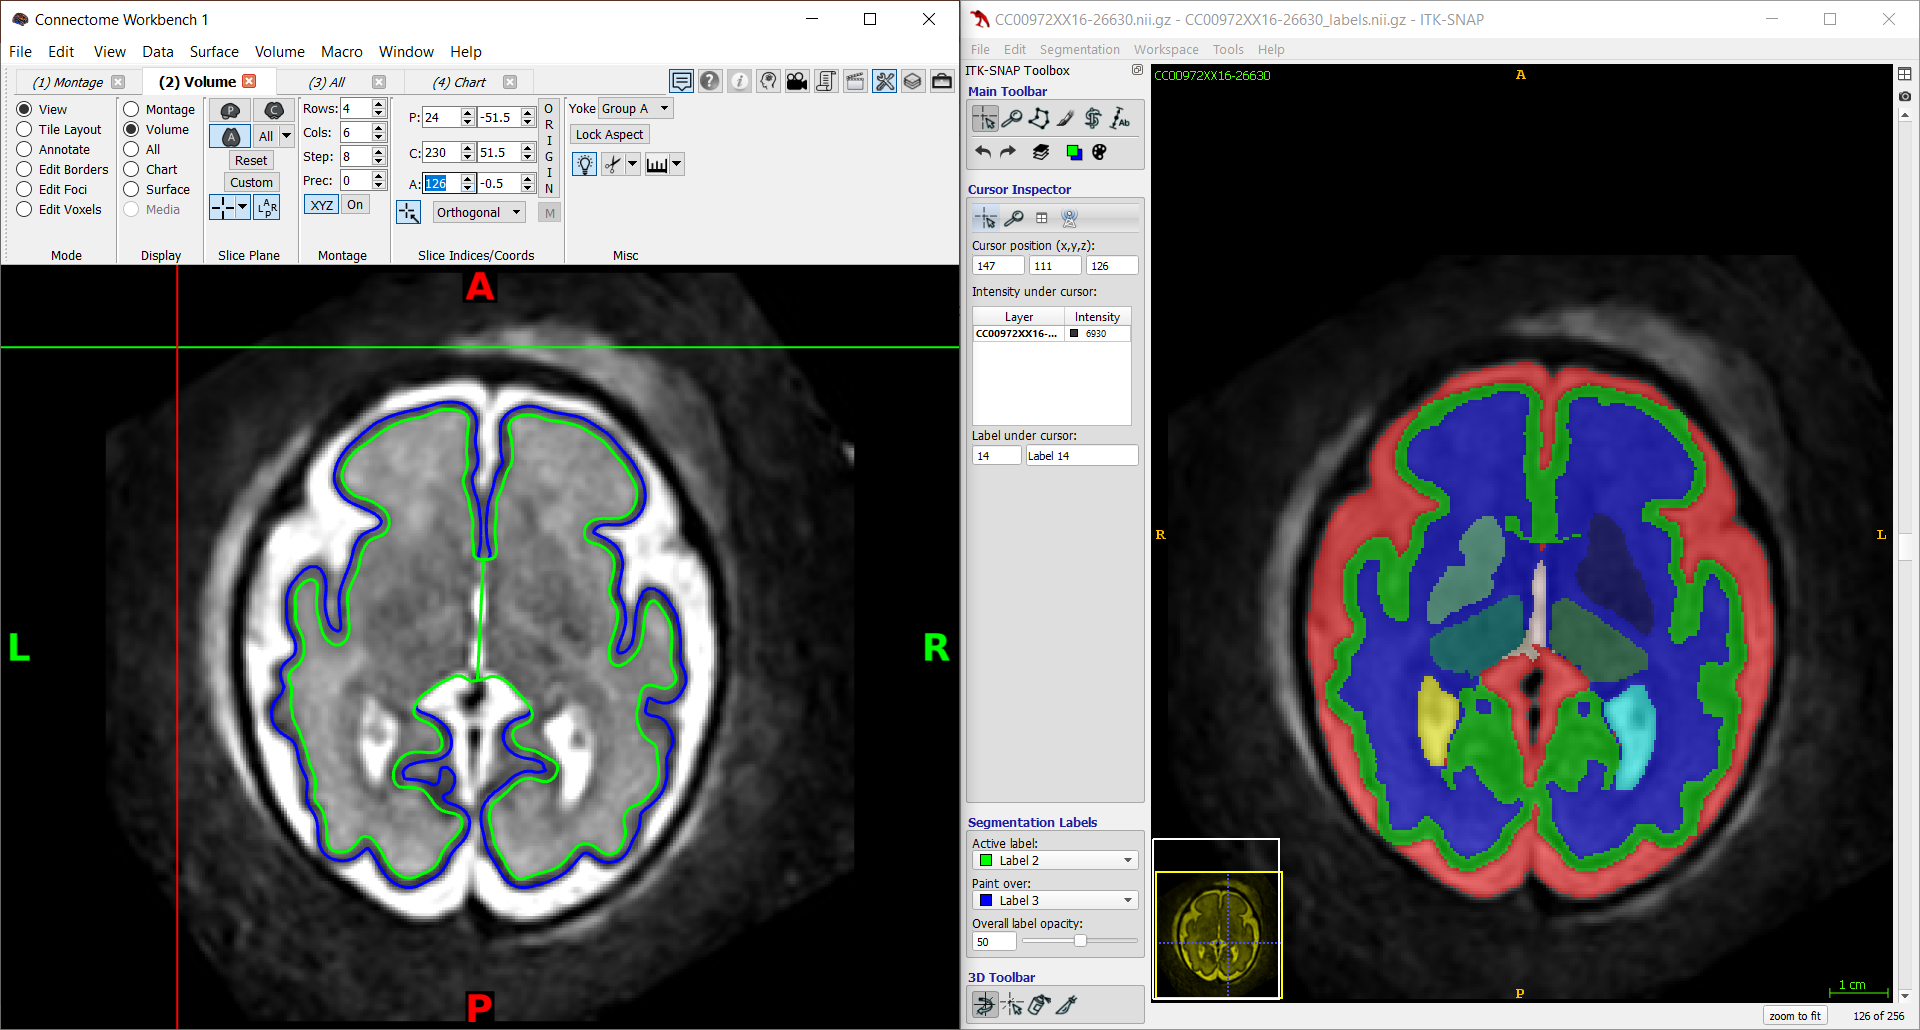 Connectome Workbench 1
File Edit View Data Surface Volume Macro Window Help
(1) Montage (2) Volume (3) All (4) Chart
View
Tile Layout
Annotate
Edit Borders
Edit Foci
Edit Voxels
Mode
Montage
Volume
All
Chart
Surface
Media
Display
P C
A All
Reset
Custom
L A R P
Slice Plane
Rows: 4
Cols: 6
Step: 8
Prec: 0
XYZ On
Montage
P: 24 -51.5
C: 230 51.5
A: 126 -0.5
Orthogonal
ORIGIN
M
Slice Indices/Coords
Yoke Group A
Lock Aspect
Misc
A
L
R
P
CC00972XX16-26630.nii.gz - CC00972XX16-26630_labels.nii.gz - ITK-SNAP
File Edit Segmentation Workspace Tools Help
ITK-SNAP Toolbox
Main Toolbar
Ab
Cursor Inspector
Cursor position (x,y,z):
147 111 126
Intensity under cursor:
Layer Intensity
CC00972XX16-... 6930
Label under cursor:
14 Label 14
Segmentation Labels
Active label:
Label 2
Paint over:
Label 3
Overall label opacity:
50
3D Toolbar
CC00972XX16-26630
A
R
L
P
1 cm
zoom to fit 126 of 256